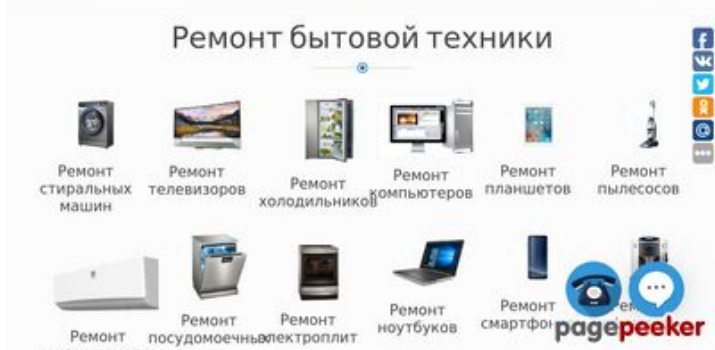 Ремонт бытовой техники
Ремонт
стиральных
машин
Ремонт
телевизоров
Ремонт
холодильников
Ремонт
компьютеров
Ремонт
планшетов
Ремонт
пылесосов
Ремонт
Ремонт
посудомоечных
Ремонт
электроплит
Ремонт
ноутбуков
Ремонт
pagepeeker